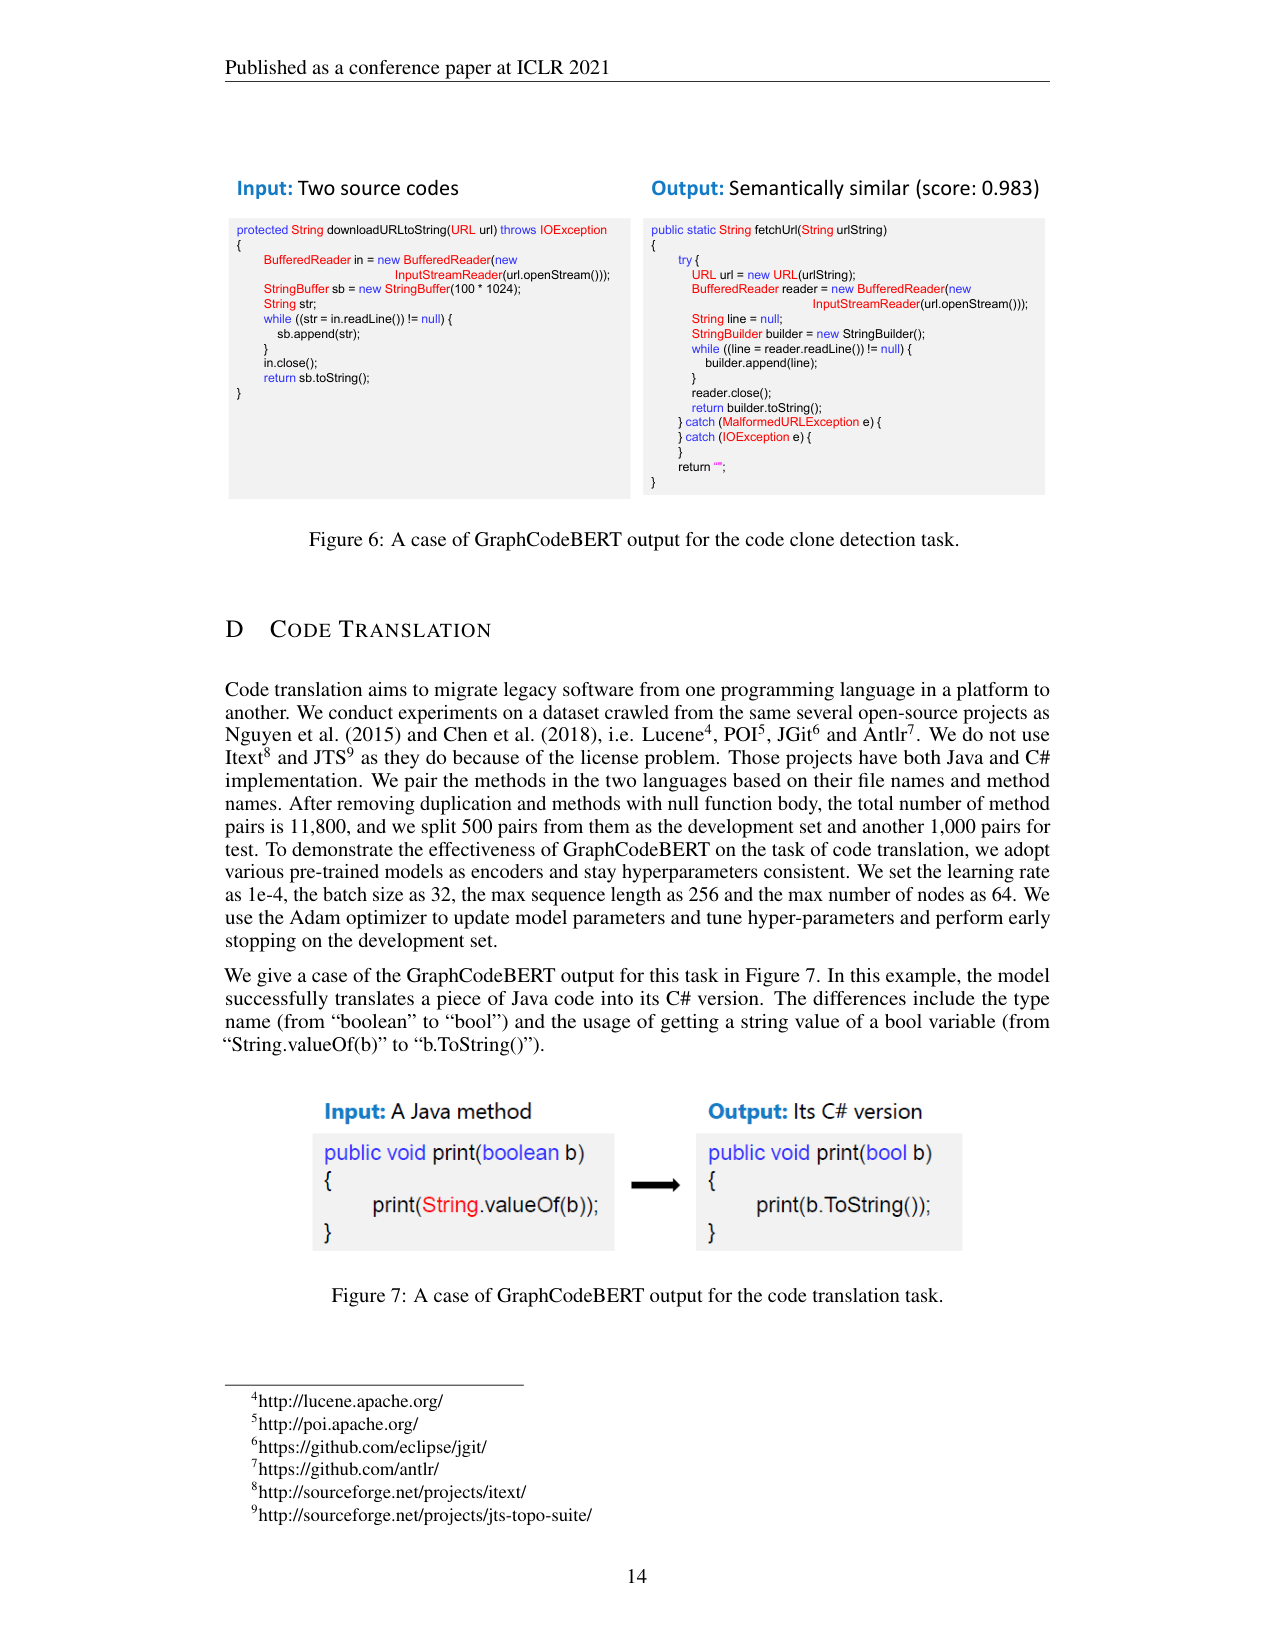 Published as a conference paper at ICLR 2021
Input: Two source codes
protected String downloadURLtoString(URL url) throws IOException
{
BufferedReader in = new BufferedReader(new
InputStreamReader(url.openStream()));
StringBuffer sb = new StringBuffer(100 * 1024);
String str;
while ((str = in.readLine()) != null) {
sb.append(str);
}
in.close();
return sb.toString();
}
Output: Semantically similar (score: 0.983)
public static String fetchUrl(String urlString)
{
try {
URL url = new URL(urlString);
BufferedReader reader = new BufferedReader(new
InputStreamReader(url.openStream()));
String line = null;
StringBuilder builder = new StringBuilder();
while ((line = reader.readLine()) != null) {
builder.append(line);
}
reader.close();
return builder.toString();
} catch (MalformedURLException e) {
} catch (IOException e) {
}
return “”;
}
Figure 6: A case of GraphCodeBERT output for the code clone detection task.
D CODE TRANSLATION
Code translation aims to migrate legacy software from one programming language in a platform to
another. We conduct experiments on a dataset crawled from the same several open-source projects as
Nguyen et al. (2015) and Chen et al. (2018), i.e. Lucene4, POI5, JGit6 and Antlr7. We do not use
Itext8 and JTS9 as they do because of the license problem. Those projects have both Java and C#
implementation. We pair the methods in the two languages based on their file names and method
names. After removing duplication and methods with null function body, the total number of method
pairs is 11,800, and we split 500 pairs from them as the development set and another 1,000 pairs for
test. To demonstrate the effectiveness of GraphCodeBERT on the task of code translation, we adopt
various pre-trained models as encoders and stay hyperparameters consistent. We set the learning rate
as 1e-4, the batch size as 32, the max sequence length as 256 and the max number of nodes as 64. We
use the Adam optimizer to update model parameters and tune hyper-parameters and perform early
stopping on the development set.
We give a case of the GraphCodeBERT output for this task in Figure 7. In this example, the model
successfully translates a piece of Java code into its C# version. The differences include the type
name (from “boolean” to “bool”) and the usage of getting a string value of a bool variable (from
“String.valueOf(b)” to “b.ToString()”).
Input: A Java method
public void print(boolean b)
{
print(String.valueOf(b));
}
Output: Its C# version
public void print(bool b)
{
print(b.ToString());
}
Figure 7: A case of GraphCodeBERT output for the code translation task.
4http://lucene.apache.org/
5http://poi.apache.org/
6https://github.com/eclipse/jgit/
7https://github.com/antlr/
8http://sourceforge.net/projects/itext/
9http://sourceforge.net/projects/jts-topo-suite/
14